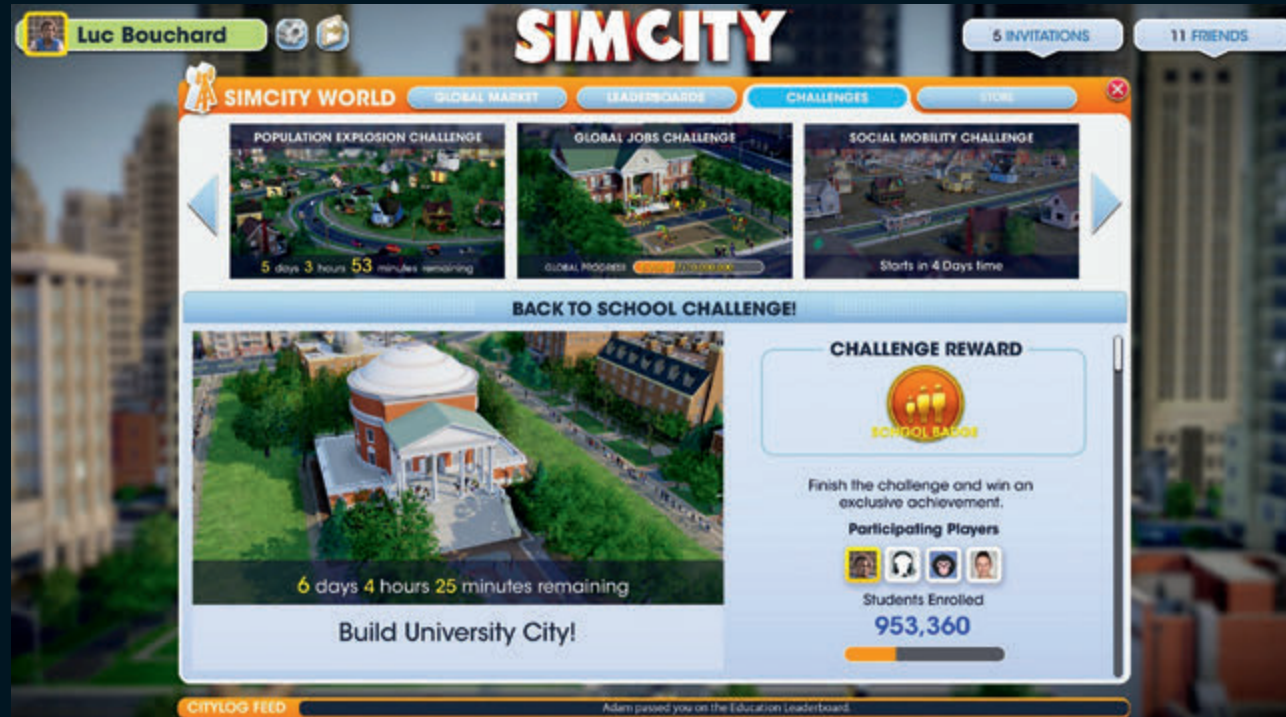 Luc Bouchard
SIMCITY
5 INVITATIONS
11 FRIENDS
SIMCITY WORLD
GLOBAL MARKET
LEADERBOARDS
CHALLENGES
STORE
POPULATION EXPLOSION CHALLENGE
5 days 3 hours 53 minutes remaining
GLOBAL JOBS CHALLENGE
GLOBAL PROGRESS
SOCIAL MOBILITY CHALLENGE
Starts in 4 Days time
BACK TO SCHOOL CHALLENGE!
6 days 4 hours 25 minutes remaining
Build University City!
CHALLENGE REWARD
SCHOOL BADGE
Finish the challenge and win an
exclusive achievement.
Participating Players
Students Enrolled
953,360
CITYLOG FEED
Adam passed you on the Education Leaderboard.